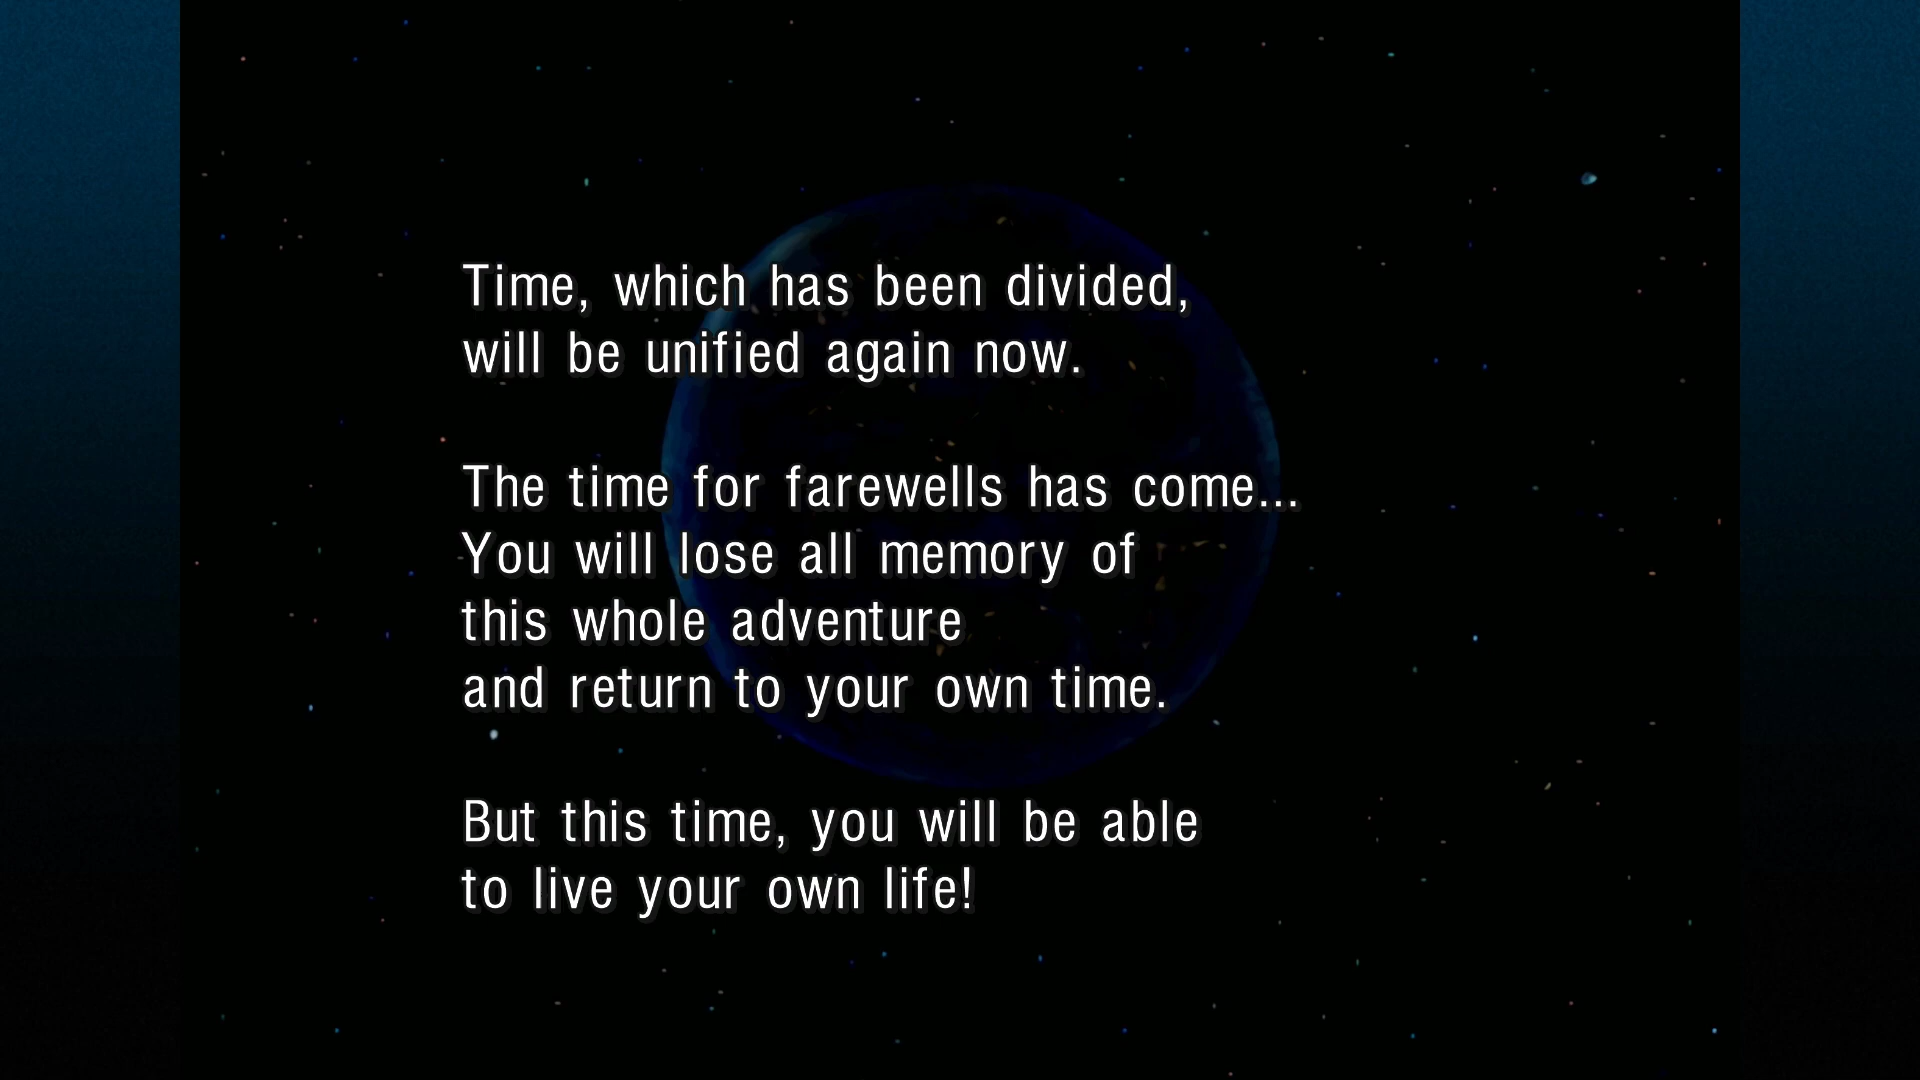 Time, which has been divided,
will be unified again now.
The time for farewells has come...
You will lose all memory of
this whole adventure
and return to your own time.
But this time, you will be able
to live your own life!